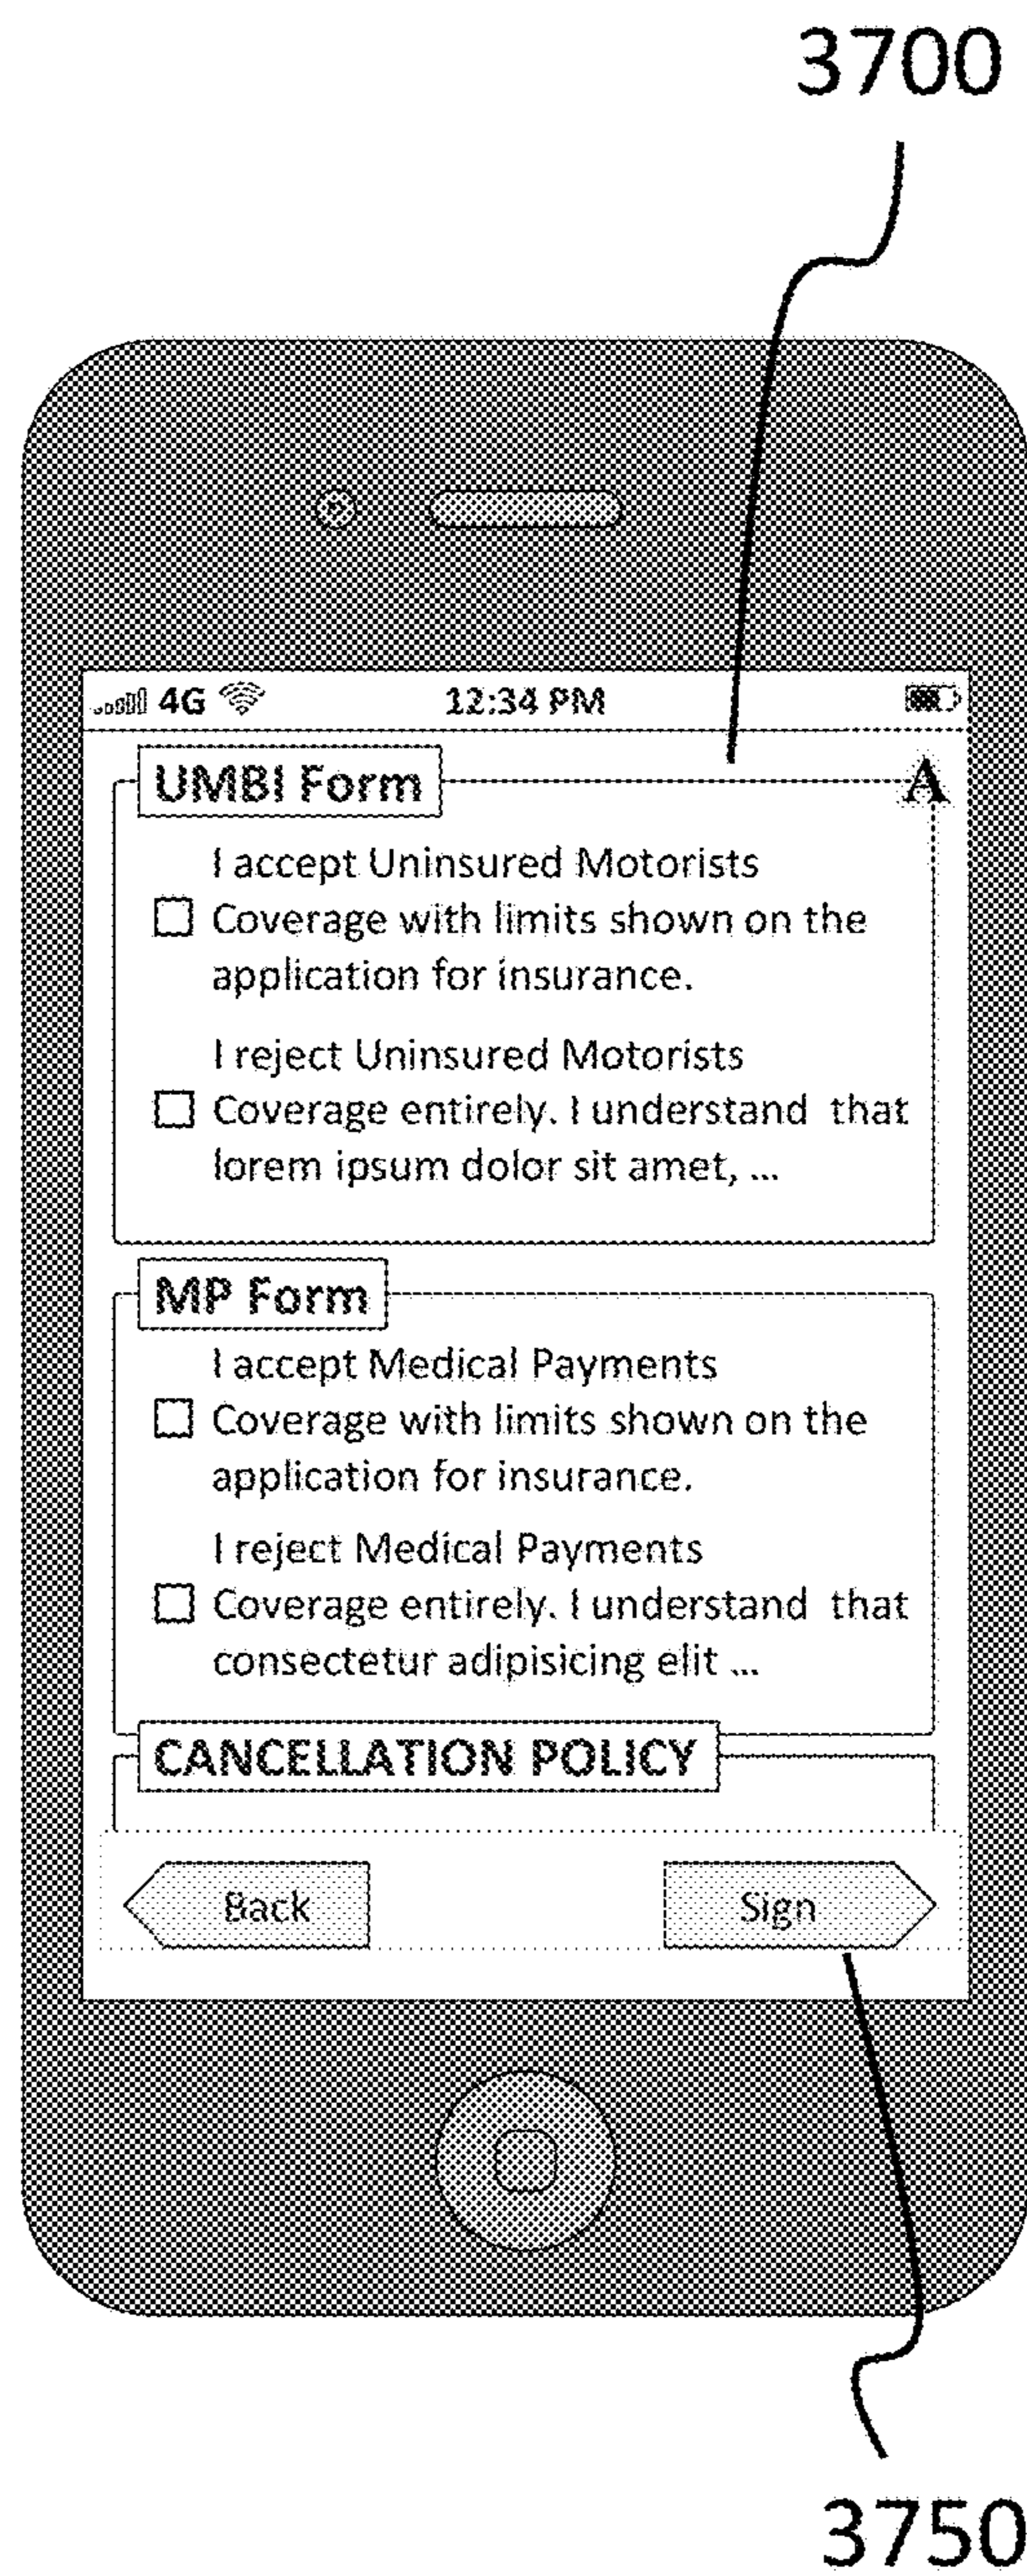 3700
4G 12:34 PM
UMBI Form A
I accept Uninsured Motorists
Coverage with limits shown on the
application for insurance.
I reject Uninsured Motorists
Coverage entirely. I understand that
lorem ipsum dolor sit amet, ...
MP Form
I accept Medical Payments
Coverage with limits shown on the
application for insurance.
I reject Medical Payments
Coverage entirely. I understand that
consectetur adipisicing elit ...
CANCELLATION POLICY
Back Sign
3750